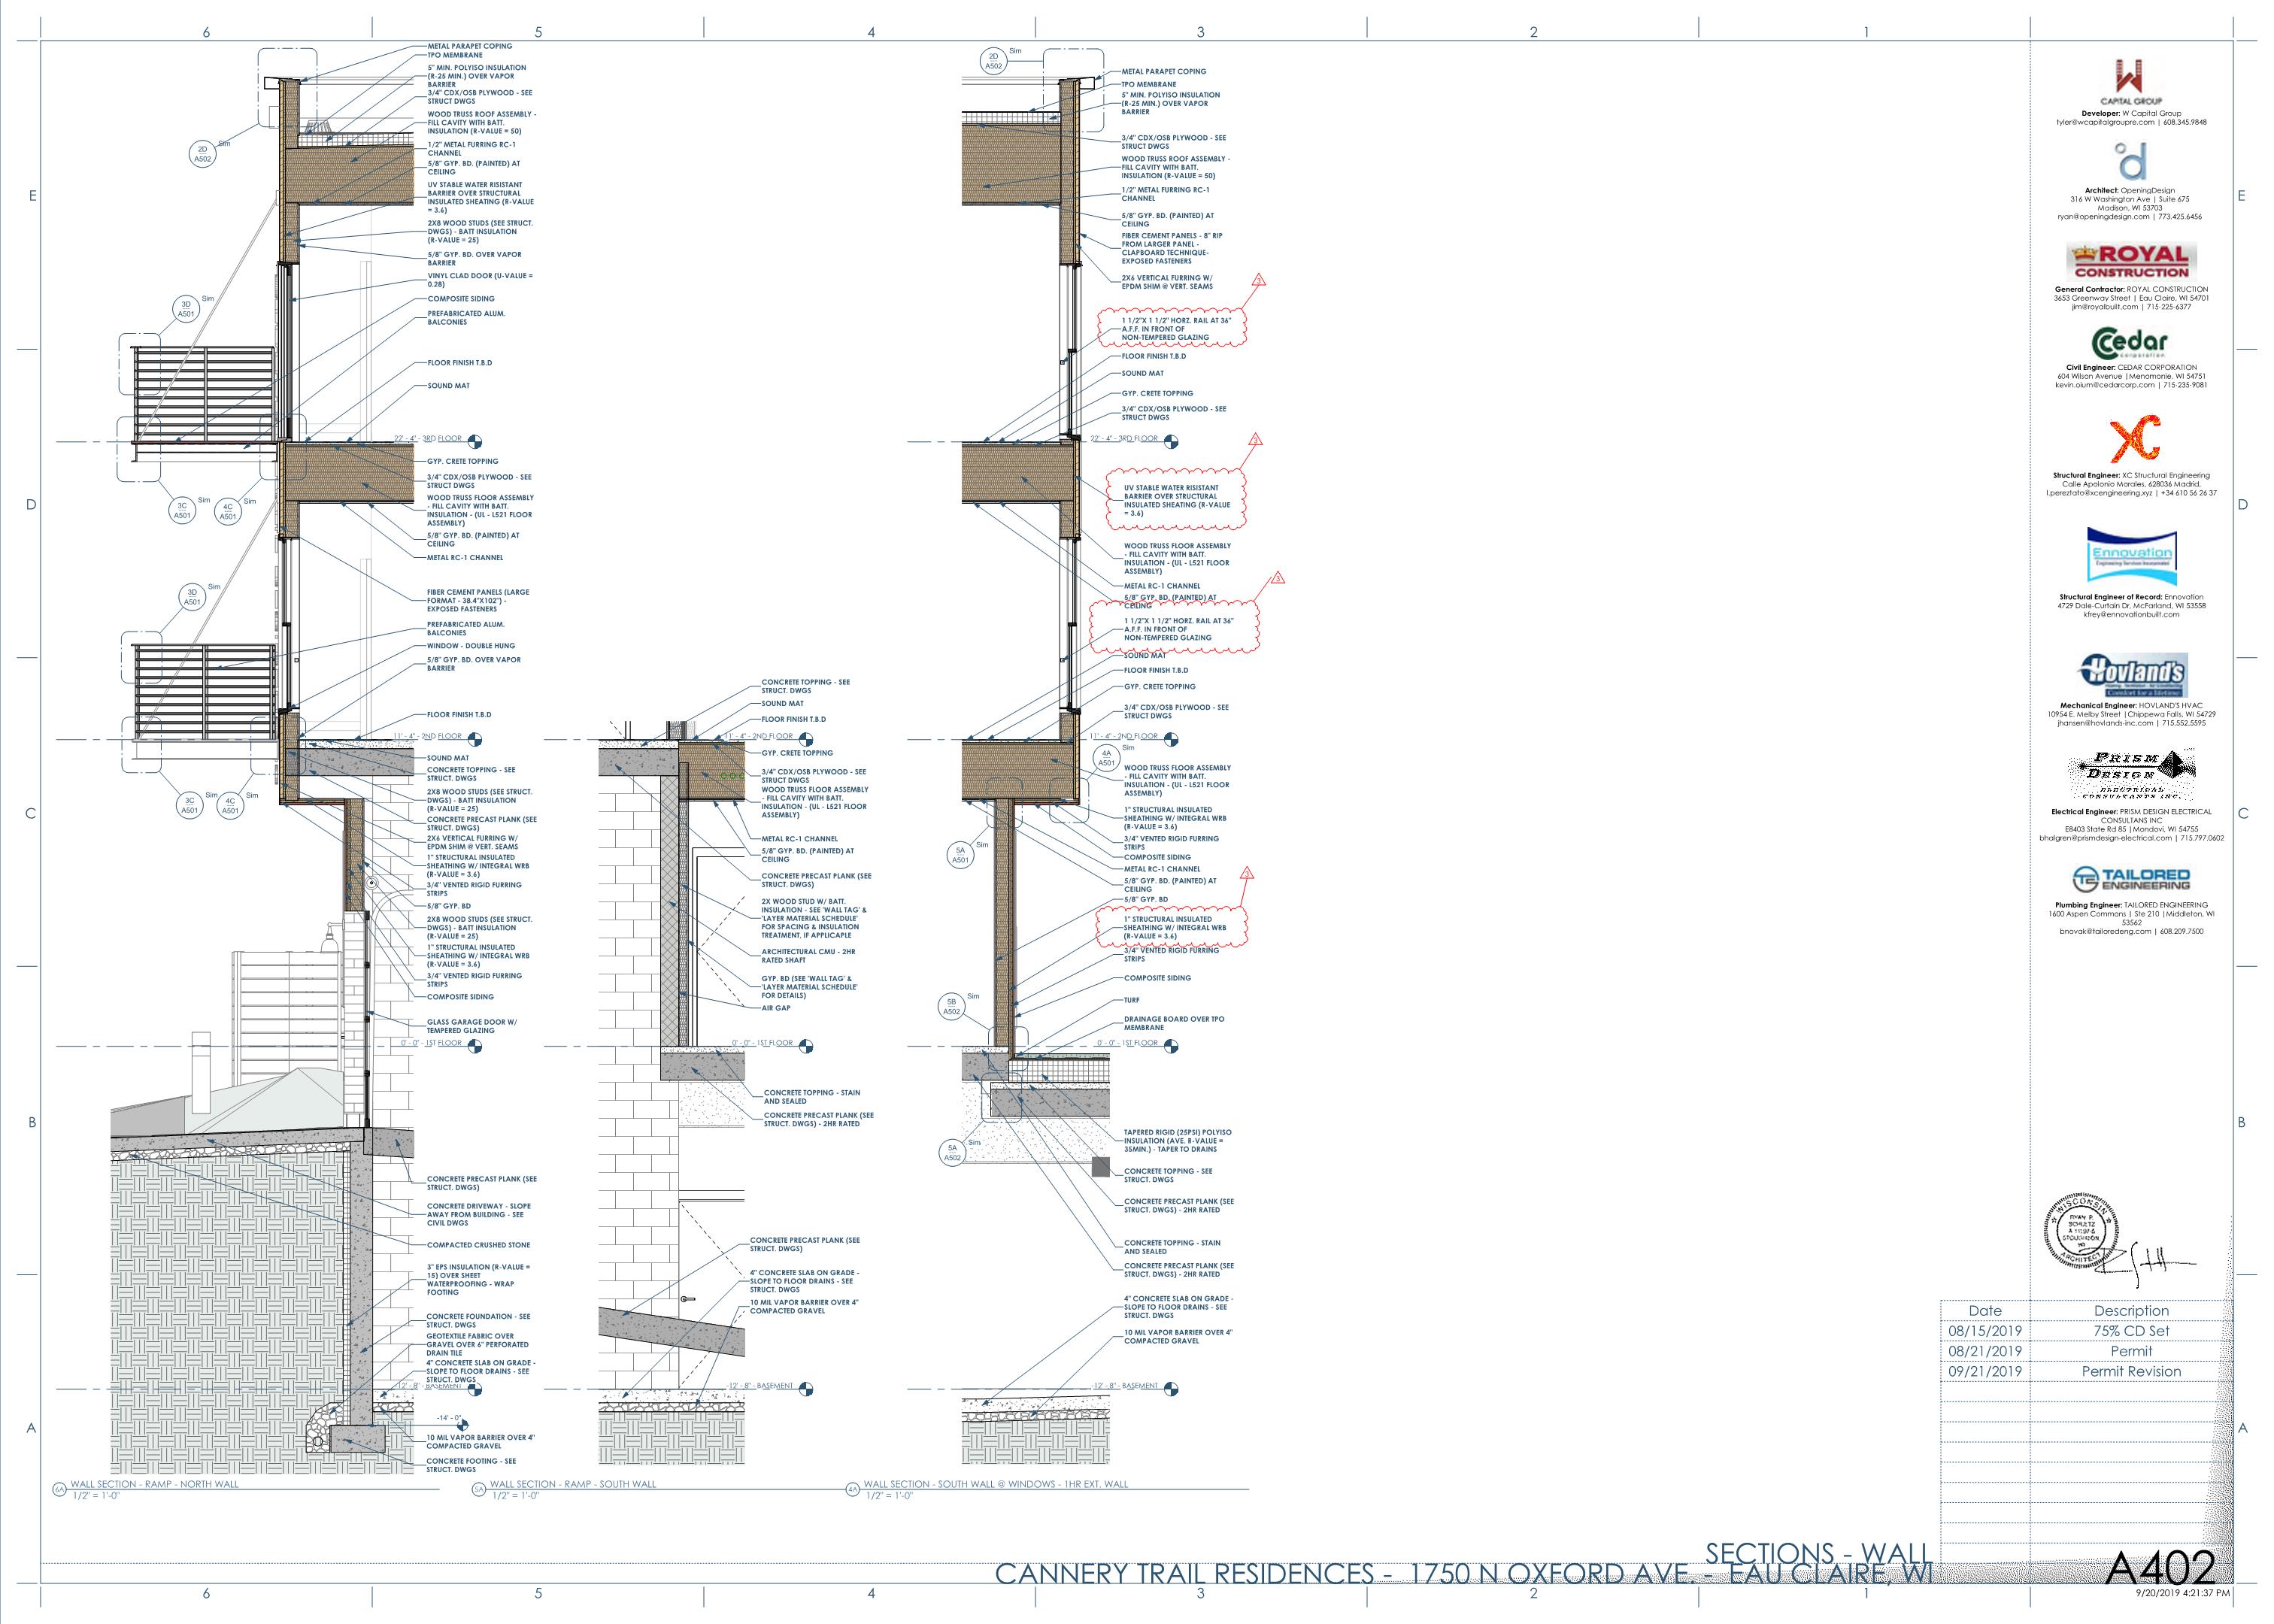 6
5
4
3
2
1
METAL PARAPET COPING
TPO MEMBRANE
5" MIN. POLYISO INSULATION
(R-25 MIN.) OVER VAPOR
BARRIER
3/4" CDX/OSB PLYWOOD - SEE
STRUCT DWGS
WOOD TRUSS ROOF ASSEMBLY -
FILL CAVITY WITH BATT.
INSULATION (R-VALUE = 50)
1/2" METAL FURRING RC-1
CHANNEL
5/8" GYP. BD. (PAINTED) AT
CEILING
UV STABLE WATER RISISTANT
BARRIER OVER STRUCTURAL
INSULATED SHEATING (R-VALUE
= 3.6)
2X8 WOOD STUDS (SEE STRUCT.
DWGS) - BATT INSULATION
(R-VALUE = 25)
5/8" GYP. BD. OVER VAPOR
BARRIER
VINYL CLAD DOOR (U-VALUE =
0.28)
COMPOSITE SIDING
PREFABRICATED ALUM.
BALCONIES
FLOOR FINISH T.B.D
SOUND MAT
22' - 4" - 3RD FLOOR
GYP. CRETE TOPPING
3/4" CDX/OSB PLYWOOD - SEE
STRUCT DWGS
WOOD TRUSS FLOOR ASSEMBLY
- FILL CAVITY WITH BATT.
INSULATION - (UL - L521 FLOOR
ASSEMBLY)
5/8" GYP. BD. (PAINTED) AT
CEILING
METAL RC-1 CHANNEL
FIBER CEMENT PANELS (LARGE
FORMAT - 38.4"X102") -
EXPOSED FASTENERS
PREFABRICATED ALUM.
BALCONIES
WINDOW - DOUBLE HUNG
5/8" GYP. BD. OVER VAPOR
BARRIER
FLOOR FINISH T.B.D
11' - 4" - 2ND FLOOR
SOUND MAT
CONCRETE TOPPING - SEE
STRUCT. DWGS
2X8 WOOD STUDS (SEE STRUCT.
DWGS) - BATT INSULATION
(R-VALUE = 25)
CONCRETE PRECAST PLANK (SEE
STRUCT. DWGS)
2X6 VERTICAL FURRING W/
EPDM SHIM @ VERT. SEAMS
1" STRUCTURAL INSULATED
SHEATHING W/ INTEGRAL WRB
(R-VALUE = 3.6)
3/4" VENTED RIGID FURRING
STRIPS
5/8" GYP. BD
2X8 WOOD STUDS (SEE STRUCT.
DWGS) - BATT INSULATION
(R-VALUE = 25)
1" STRUCTURAL INSULATED
SHEATHING W/ INTEGRAL WRB
(R-VALUE = 3.6)
3/4" VENTED RIGID FURRING
STRIPS
COMPOSITE SIDING
GLASS GARAGE DOOR W/
TEMPERED GLAZING
0' - 0" - 1ST FLOOR
CONCRETE PRECAST PLANK (SEE
STRUCT. DWGS)
CONCRETE DRIVEWAY - SLOPE
AWAY FROM BUILDING - SEE
CIVIL DWGS
COMPACTED CRUSHED STONE
3" EPS INSULATION (R-VALUE =
15) OVER SHEET
WATERPROOFING - WRAP
FOOTING
CONCRETE FOUNDATION - SEE
STRUCT. DWGS
GEOTEXTILE FABRIC OVER
GRAVEL OVER 6" PERFORATED
DRAIN TILE
4" CONCRETE SLAB ON GRADE -
SLOPE TO FLOOR DRAINS - SEE
STRUCT. DWGS
-12' - 8" - BASEMENT
-14' - 0"
10 MIL VAPOR BARRIER OVER 4"
COMPACTED GRAVEL
CONCRETE FOOTING - SEE
STRUCT. DWGS
2D
A502
Sim
3D
A501
Sim
3C
A501
Sim
4C
A501
Sim
3D
A501
Sim
3C
A501
Sim
4C
A501
Sim
6A
WALL SECTION - RAMP - NORTH WALL
1/2" = 1'-0"
CONCRETE TOPPING - SEE
STRUCT. DWGS
SOUND MAT
FLOOR FINISH T.B.D
11' - 4" - 2ND FLOOR
GYP. CRETE TOPPING
3/4" CDX/OSB PLYWOOD - SEE
STRUCT DWGS
WOOD TRUSS FLOOR ASSEMBLY
- FILL CAVITY WITH BATT.
INSULATION - (UL - L521 FLOOR
ASSEMBLY)
METAL RC-1 CHANNEL
5/8" GYP. BD. (PAINTED) AT
CEILING
CONCRETE PRECAST PLANK (SEE
STRUCT. DWGS)
2X WOOD STUD W/ BATT.
INSULATION - SEE 'WALL TAG' &
'LAYER MATERIAL SCHEDULE'
FOR SPACING & INSULATION
TREATMENT, IF APPLICAPLE
ARCHITECTURAL CMU - 2HR
RATED SHAFT
GYP. BD (SEE 'WALL TAG' &
'LAYER MATERIAL SCHEDULE'
FOR DETAILS)
AIR GAP
0' - 0" - 1ST FLOOR
CONCRETE TOPPING - STAIN
AND SEALED
CONCRETE PRECAST PLANK (SEE
STRUCT. DWGS) - 2HR RATED
CONCRETE PRECAST PLANK (SEE
STRUCT. DWGS)
4" CONCRETE SLAB ON GRADE -
SLOPE TO FLOOR DRAINS - SEE
STRUCT. DWGS
10 MIL VAPOR BARRIER OVER 4"
COMPACTED GRAVEL
-12' - 8" - BASEMENT
5A
WALL SECTION - RAMP - SOUTH WALL
1/2" = 1'-0"
2D
A502
Sim
METAL PARAPET COPING
TPO MEMBRANE
5" MIN. POLYISO INSULATION
(R-25 MIN.) OVER VAPOR
BARRIER
3/4" CDX/OSB PLYWOOD - SEE
STRUCT DWGS
WOOD TRUSS ROOF ASSEMBLY -
FILL CAVITY WITH BATT.
INSULATION (R-VALUE = 50)
1/2" METAL FURRING RC-1
CHANNEL
5/8" GYP. BD. (PAINTED) AT
CEILING
FIBER CEMENT PANELS - 8" RIP
FROM LARGER PANEL -
CLAPBOARD TECHNIQUE-
EXPOSED FASTENERS
2X6 VERTICAL FURRING W/
EPDM SHIM @ VERT. SEAMS
3
1 1/2"X 1 1/2" HORZ. RAIL AT 36"
A.F.F. IN FRONT OF
NON-TEMPERED GLAZING
FLOOR FINISH T.B.D
SOUND MAT
GYP. CRETE TOPPING
3/4" CDX/OSB PLYWOOD - SEE
STRUCT DWGS
22' - 4" - 3RD FLOOR
3
UV STABLE WATER RISISTANT
BARRIER OVER STRUCTURAL
INSULATED SHEATING (R-VALUE
= 3.6)
WOOD TRUSS FLOOR ASSEMBLY
- FILL CAVITY WITH BATT.
INSULATION - (UL - L521 FLOOR
ASSEMBLY)
3
METAL RC-1 CHANNEL
5/8" GYP. BD. (PAINTED) AT
CEILING
1 1/2"X 1 1/2" HORZ. RAIL AT 36"
A.F.F. IN FRONT OF
NON-TEMPERED GLAZING
SOUND MAT
FLOOR FINISH T.B.D
GYP. CRETE TOPPING
3/4" CDX/OSB PLYWOOD - SEE
STRUCT DWGS
11' - 4" - 2ND FLOOR
4A
A501
Sim
WOOD TRUSS FLOOR ASSEMBLY
- FILL CAVITY WITH BATT.
INSULATION - (UL - L521 FLOOR
ASSEMBLY)
1" STRUCTURAL INSULATED
SHEATHING W/ INTEGRAL WRB
(R-VALUE = 3.6)
3/4" VENTED RIGID FURRING
STRIPS
COMPOSITE SIDING
METAL RC-1 CHANNEL
5/8" GYP. BD. (PAINTED) AT
CEILING
5/8" GYP. BD
3
1" STRUCTURAL INSULATED
SHEATHING W/ INTEGRAL WRB
(R-VALUE = 3.6)
3/4" VENTED RIGID FURRING
STRIPS
COMPOSITE SIDING
TURF
DRAINAGE BOARD OVER TPO
MEMBRANE
0' - 0" - 1ST FLOOR
5A
A501
Sim
5B
A502
Sim
5A
A502
Sim
TAPERED RIGID (25PSI) POLYISO
INSULATION (AVE. R-VALUE =
35MIN.) - TAPER TO DRAINS
CONCRETE TOPPING - SEE
STRUCT. DWGS
CONCRETE PRECAST PLANK (SEE
STRUCT. DWGS) - 2HR RATED
CONCRETE TOPPING - STAIN
AND SEALED
CONCRETE PRECAST PLANK (SEE
STRUCT. DWGS) - 2HR RATED
4" CONCRETE SLAB ON GRADE -
SLOPE TO FLOOR DRAINS - SEE
STRUCT. DWGS
10 MIL VAPOR BARRIER OVER 4"
COMPACTED GRAVEL
-12' - 8" - BASEMENT
4A
WALL SECTION - SOUTH WALL @ WINDOWS - 1HR EXT. WALL
1/2" = 1'-0"
E
D
C
B
A
E
D
C
B
A
CAPITAL GROUP
Developer: W Capital Group
tyler@wcapitalgroupre.com | 608.345.9848
Architect: OpeningDesign
316 W Washington Ave | Suite 675
Madison, WI 53703
ryan@openingdesign.com | 773.425.6456
ROYAL
CONSTRUCTION
General Contractor: ROYAL CONSTRUCTION
3653 Greenway Street | Eau Claire, WI 54701
jim@royalbuilt.com | 715-225-6377
Cedar
corporation
Civil Engineer: CEDAR CORPORATION
604 Wilson Avenue |Menomonie, WI 54751
kevin.oium@cedarcorp.com | 715-235-9081
XC
Structural Engineer: XC Structural Engineering
Calle Apolonio Morales, 628036 Madrid,
l.pereztato@xcengineering.xyz | +34 610 56 26 37
Ennovation
Engineering Services Incorporated
Structural Engineer of Record: Ennovation
4729 Dale-Curtain Dr, McFarland, WI 53558
kfrey@ennovationbuilt.com
Hovland's
Comfort for a lifetime
Mechanical Engineer: HOVLAND'S HVAC
10954 E. Melby Street |Chippewa Falls, WI 54729
jhansen@hovlands-inc.com | 715.552.5595
PRISM
DESIGN
ELECTRICAL
CONSULTANTS INC.
Electrical Engineer: PRISM DESIGN ELECTRICAL
CONSULTANS INC
E8403 State Rd 85 |Mondovi, WI 54755
bhalgren@prismdesign-electrical.com | 715.797.0602
TE
TAILORED
ENGINEERING
Plumbing Engineer: TAILORED ENGINEERING
1600 Aspen Commons | Ste 210 |Middleton, WI
53562
bnovak@tailoredeng.com | 608.209.7500
WISCONSIN
RYAN P.
SCHULTZ
STOUGHTON
WI
ARCHITECT
Date
Description
08/15/2019
75% CD Set
08/21/2019
Permit
09/21/2019
Permit Revision
SECTIONS - WALL
CANNERY TRAIL RESIDENCES - 1750 N OXFORD AVE. - EAU CLAIRE, WI
A402
9/20/2019 4:21:37 PM
6
5
4
3
2
1